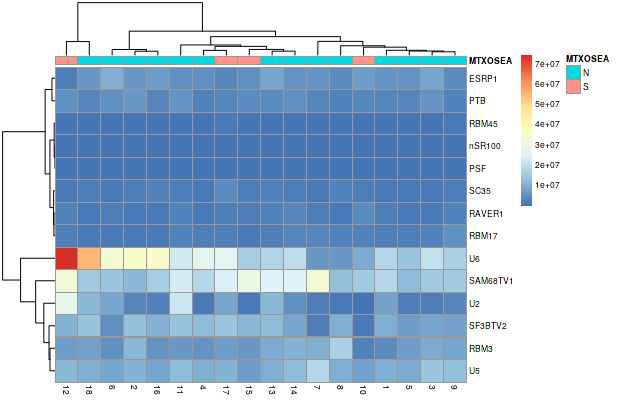 MTXOSEA
ESRP1
PTB
RBM45
nSR100
PSF
SC35
RAVER1
RBM17
U6
SAM68TV1
U2
SF3BTV2
RBM3
U5
12 18 6 2 16 11 4 17 15 13 14 7 8 10 1 5 3 9
7e+07
6e+07
5e+07
4e+07
3e+07
2e+07
1e+07
MTXOSEA
N
S